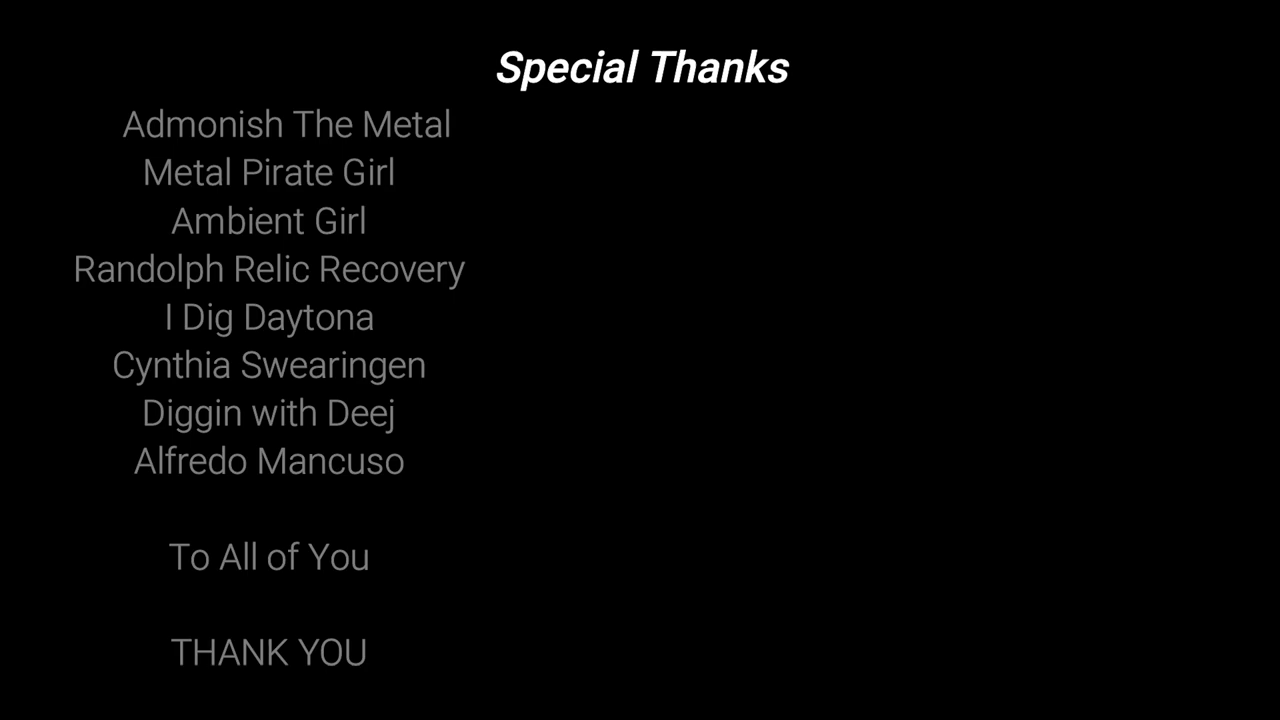 Special Thanks
Admonish The Metal
Metal Pirate Girl
Ambient Girl
Randolph Relic Recovery
I Dig Daytona
Cynthia Swearingen
Diggin with Deej
Alfredo Mancuso
To All of You
THANK YOU